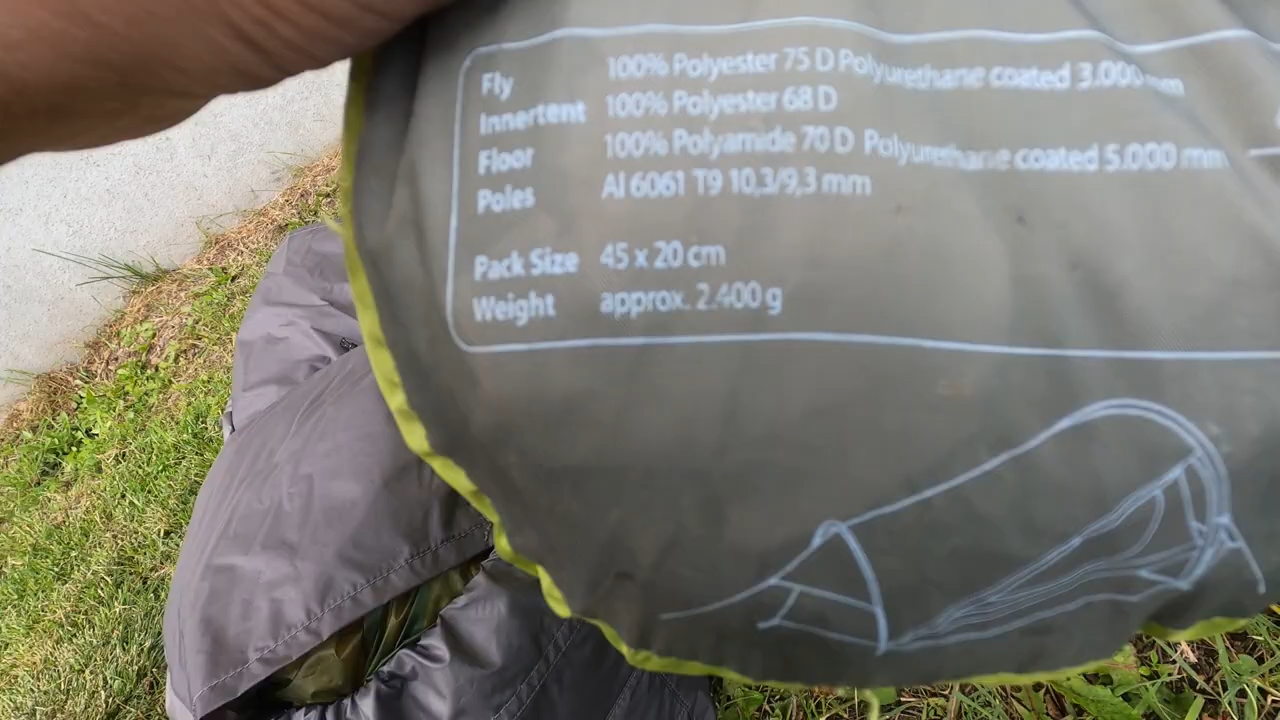 Fly 100% Polyester 75 D Polyurethane coated 3.000 mm
Innertent 100% Polyester 68 D
Floor 100% Polyamide 70 D Polyurethane coated 5.000 mm
Poles Al 6061 T9 10,3/9,3 mm
Pack Size 45 x 20 cm
Weight approx. 2.400 g